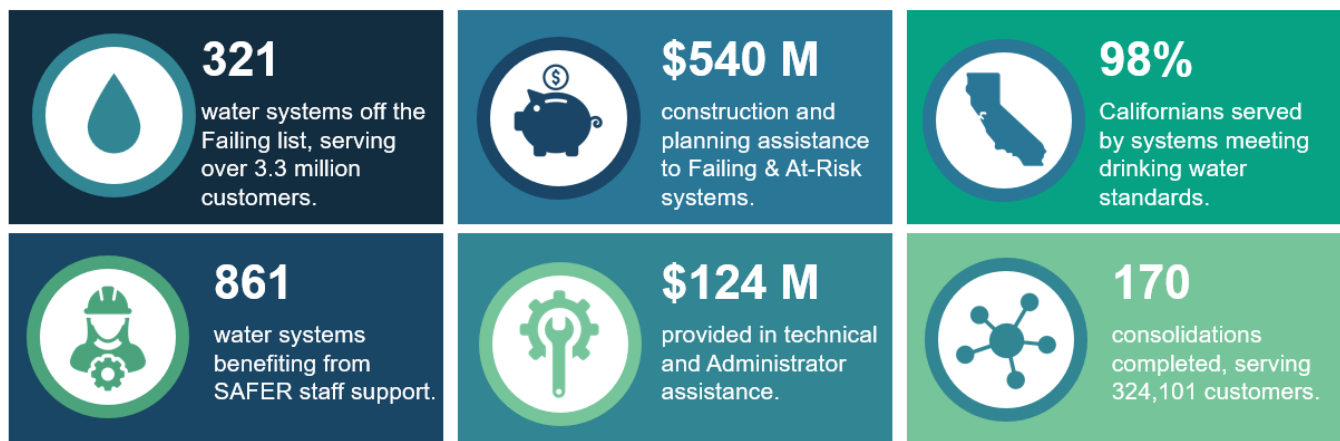 321
water systems off the
Failing list, serving
over 3.3 million
customers.
$
$540 M
construction and
planning assistance
to Failing & At-Risk
systems.
98%
Californians served
by systems meeting
drinking water
standards.
861
water systems
benefiting from
SAFER staff support.
$124 M
provided in technical
and Administrator
assistance.
170
consolidations
completed, serving
324,101 customers.